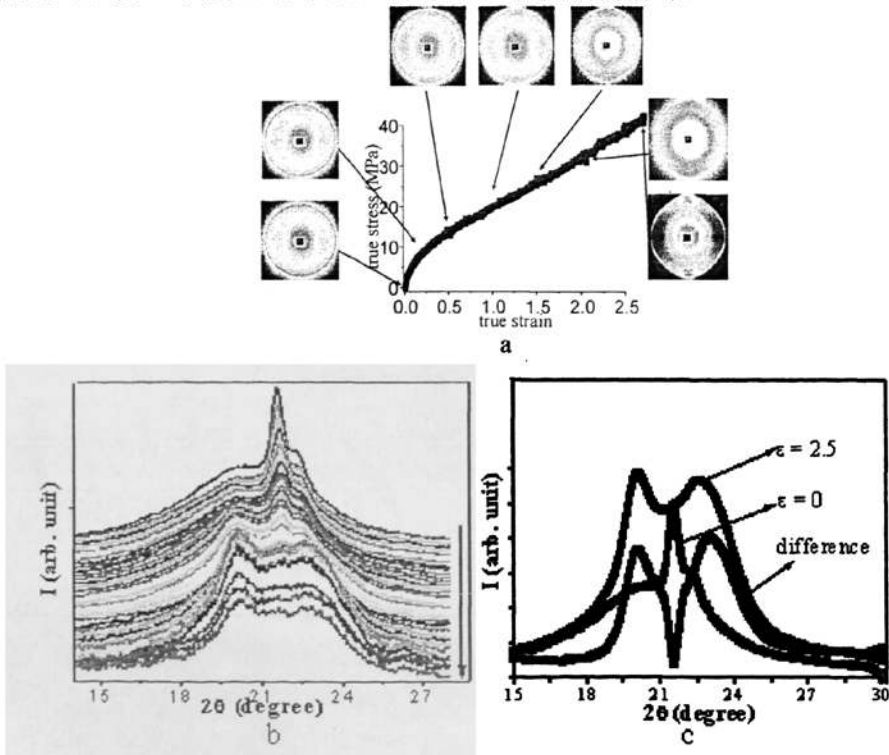 40
30
20
10
0
true stress (MPa)
0.0 0.5 1.0 1.5 2.0 2.5
true strain
a
I (arb. unit)
15 18 21 24 27
2θ (degree)
b
I (arb. unit)
ε = 2.5
ε = 0
difference
15 18 21 24 27 30
2θ (degree)
c